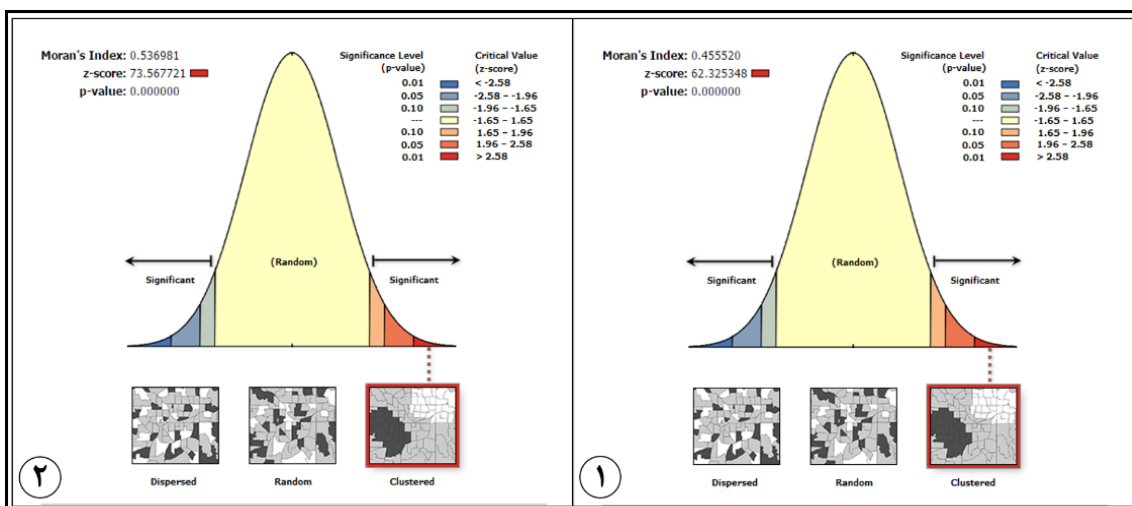 Moran's Index: 0.536981
z-score: 73.567721
p-value: 0.000000
Significance Level
(p-value)
Critical Value
(z-score)
0.01 < -2.58
0.05 -2.58 – -1.96
0.10 -1.96 – -1.65
--- -1.65 – 1.65
0.10 1.65 – 1.96
0.05 1.96 – 2.58
0.01 > 2.58
(Random)
Significant
Significant
Dispersed
Random
Clustered
٢
Moran's Index: 0.455520
z-score: 62.325348
p-value: 0.000000
Significance Level
(p-value)
Critical Value
(z-score)
0.01 < -2.58
0.05 -2.58 – -1.96
0.10 -1.96 – -1.65
--- -1.65 – 1.65
0.10 1.65 – 1.96
0.05 1.96 – 2.58
0.01 > 2.58
(Random)
Significant
Significant
Dispersed
Random
Clustered
١